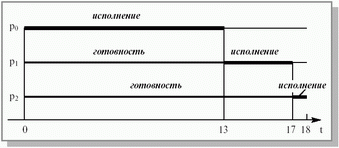 исполнение
p0
готовность исполнение
p1
готовность исполнение
p2
0 13 17 18 t